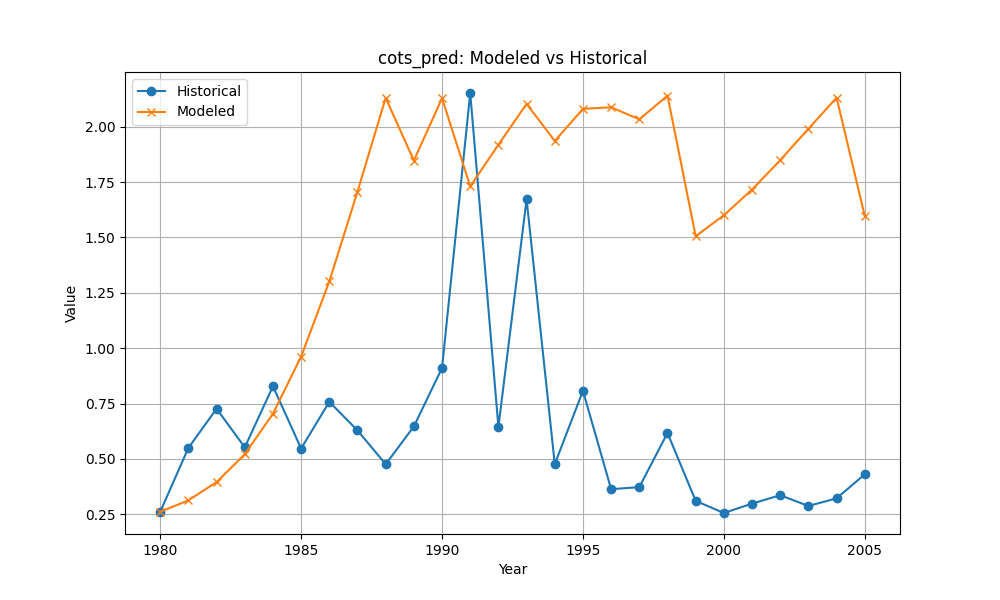 cots_pred: Modeled vs Historical
Historical
Modeled
Value
2.00
1.75
1.50
1.25
1.00
0.75
0.50
0.25
1980 1985 1990 1995 2000 2005
Year